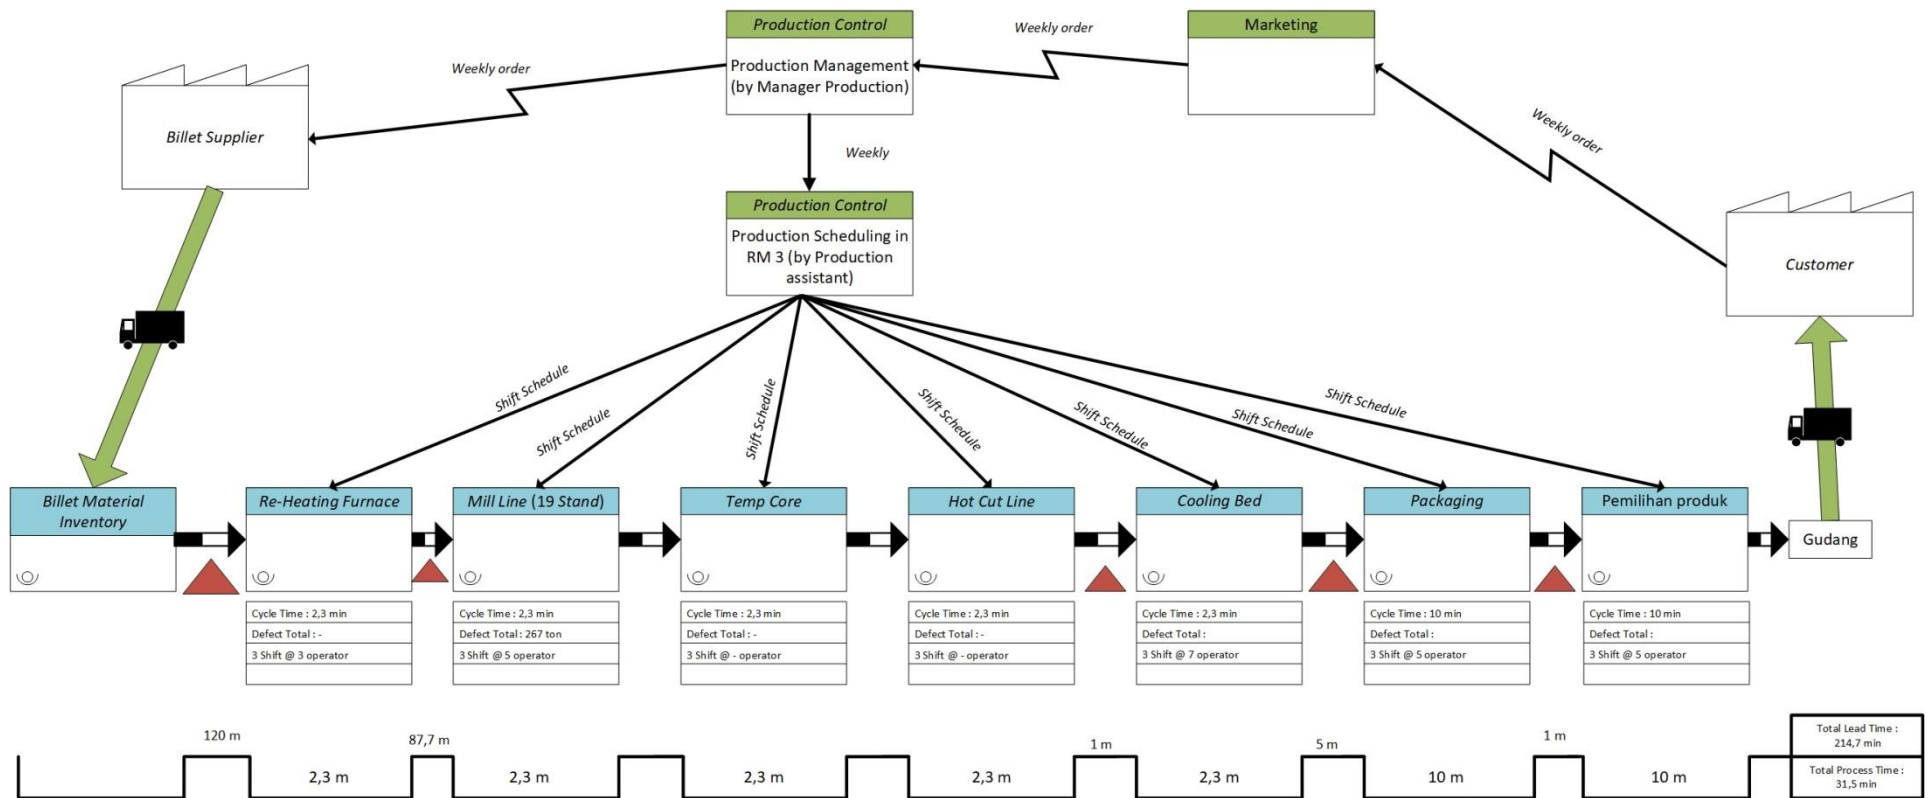 Production Control
Production Management
(by Manager Production)
Marketing
Weekly order
Weekly order
Weekly order
Billet Supplier
Weekly
Production Control
Production Scheduling in
RM 3 (by Production
assistant)
Customer
Shift Schedule
Shift Schedule
Shift Schedule
Shift Schedule
Shift Schedule
Shift Schedule
Shift Schedule
Billet Material
Inventory
Re-Heating Furnace
Mill Line (19 Stand)
Temp Core
Hot Cut Line
Cooling Bed
Packaging
Pemilihan produk
Gudang
Cycle Time : 2,3 min
Defect Total : -
3 Shift @ 3 operator
Cycle Time : 2,3 min
Defect Total : 267 ton
3 Shift @ 5 operator
Cycle Time : 2,3 min
Defect Total : -
3 Shift @ - operator
Cycle Time : 2,3 min
Defect Total : -
3 Shift @ - operator
Cycle Time : 2,3 min
Defect Total :
3 Shift @ 7 operator
Cycle Time : 10 min
Defect Total :
3 Shift @ 5 operator
Cycle Time : 10 min
Defect Total :
3 Shift @ 5 operator
120 m
87,7 m
1 m
5 m
1 m
2,3 m
2,3 m
2,3 m
2,3 m
2,3 m
10 m
10 m
Total Lead Time :
214,7 min
Total Process Time :
31,5 min